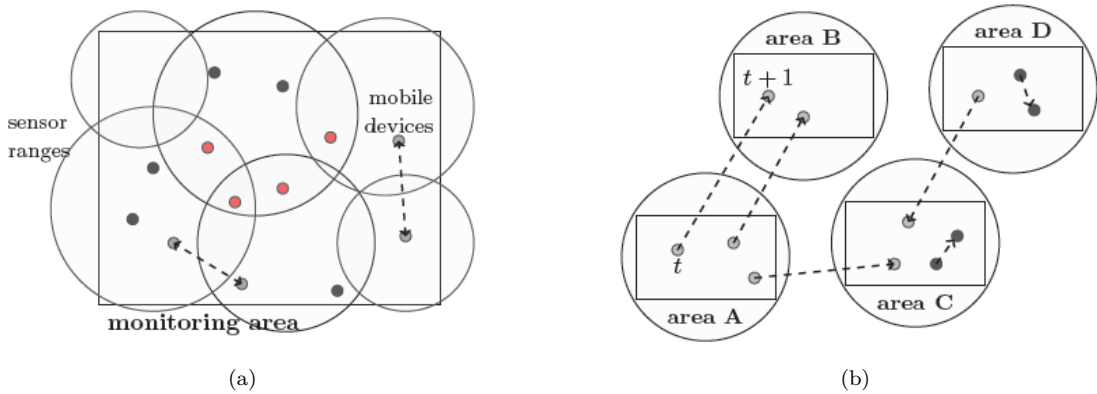 sensor
ranges
mobile
devices
monitoring area
(a)
area B
t + 1
area D
t
area A
area C
(b)